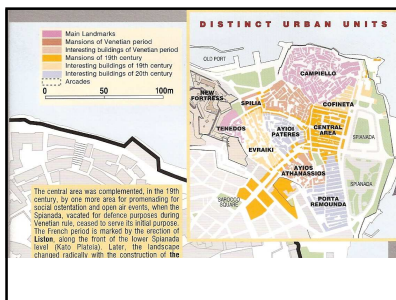 DISTINCT URBAN UNITS
Main Landmarks
Mansions of Venetian period
Interesting buildings of Venetian period
Mansions of 19th century
Interesting buildings of 19th century
Interesting buildings of 20th century
Arcades
0 50 100m
OLD PORT
CAMPIELLO
NEW
FORTRESS
SPILIA
COFINETA
TENEDOS
AYIOI
PATERES
CENTRAL
AREA
SPIANADA
EVRAIKI
AYIOS
ATHANASSIOS
SPIANADA
SAROCCO
SQUARE
PORTA
REMOUNDA
The central area was complemented, in the 19th
century, by one more area for promenading for
social ostentation and open air events, when the
Spianada, vacated for defence purposes during
Venetian rule, ceased to serve its initial purpose.
The French period is marked by the erection of
Liston, along the front of the lower Spianada
level (Kato Plateia). Later, the landscape
changed radically with the construction of the